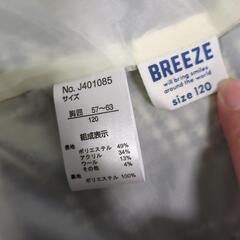 No. J401085
サイズ
胸囲 57〜63
120
組成表示
表地 ポリエステル 49%
アクリル 34%
ウール 13%
その他 4%
裏地 ポリエステル 100%
BREEZE
will bring smiles
around the world
size 120